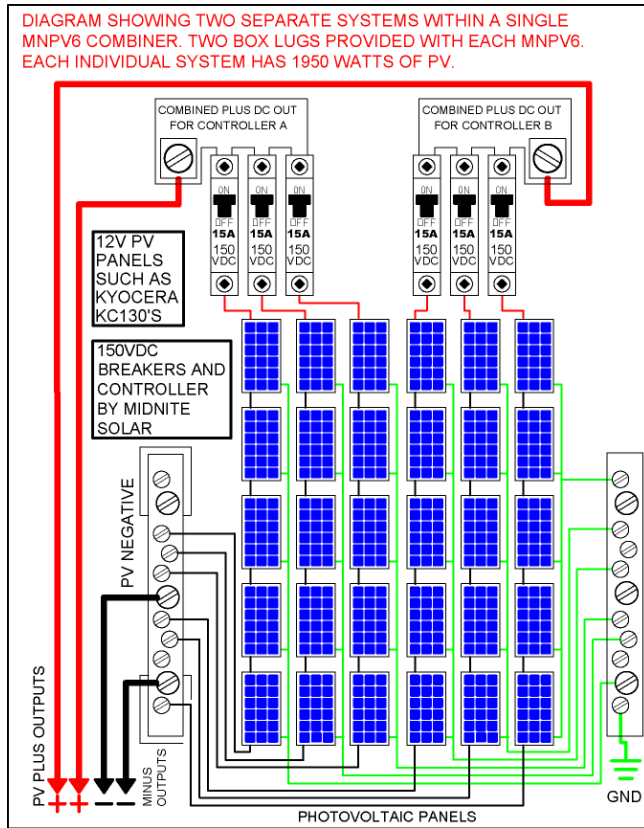 DIAGRAM SHOWING TWO SEPARATE SYSTEMS WITHIN A SINGLE
MNPV6 COMBINER. TWO BOX LUGS PROVIDED WITH EACH MNPV6.
EACH INDIVIDUAL SYSTEM HAS 1950 WATTS OF PV.
COMBINED PLUS DC OUT
FOR CONTROLLER A
COMBINED PLUS DC OUT
FOR CONTROLLER B
ON
OFF
15A
150
VDC
ON
OFF
15A
150
VDC
ON
OFF
15A
150
VDC
ON
OFF
15A
150
VDC
ON
OFF
15A
150
VDC
ON
OFF
15A
150
VDC
12V PV
PANELS
SUCH AS
KYOCERA
KC130'S
150VDC
BREAKERS AND
CONTROLLER
BY MIDNITE
SOLAR
PV NEGATIVE
PV PLUS OUTPUTS
+ + − −
MINUS
OUTPUTS
PHOTOVOLTAIC PANELS
GND